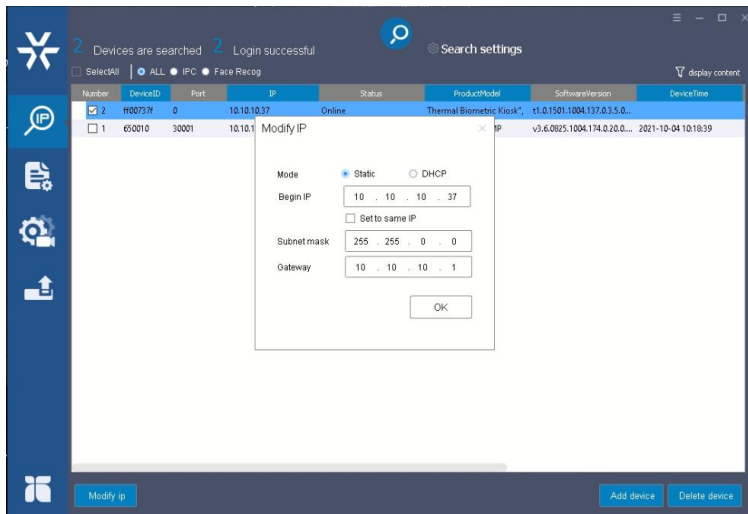 2 Devices are searched 2 Login successful
Search settings
SelectAll ALL IPC Face Recog
display content
Number DeviceID Port IP Status ProductModel SoftwareVersion DeviceTime
2 ff00737f 0 10.10.10.37 Online Thermal Biometric Kiosk", t1.0.1501.1004.137.0.3.5.0...
1 650010 30001 10.10.1 v3.6.0825.1004.174.0.20.0.... 2021-10-04 10:18:39
IP
Modify IP
Mode Static DHCP
Begin IP 10 . 10 . 10 . 37
Set to same IP
Subnet mask 255 . 255 . 0 . 0
Gateway 10 . 10 . 10 . 1
OK
Modify ip
Add device
Delete device